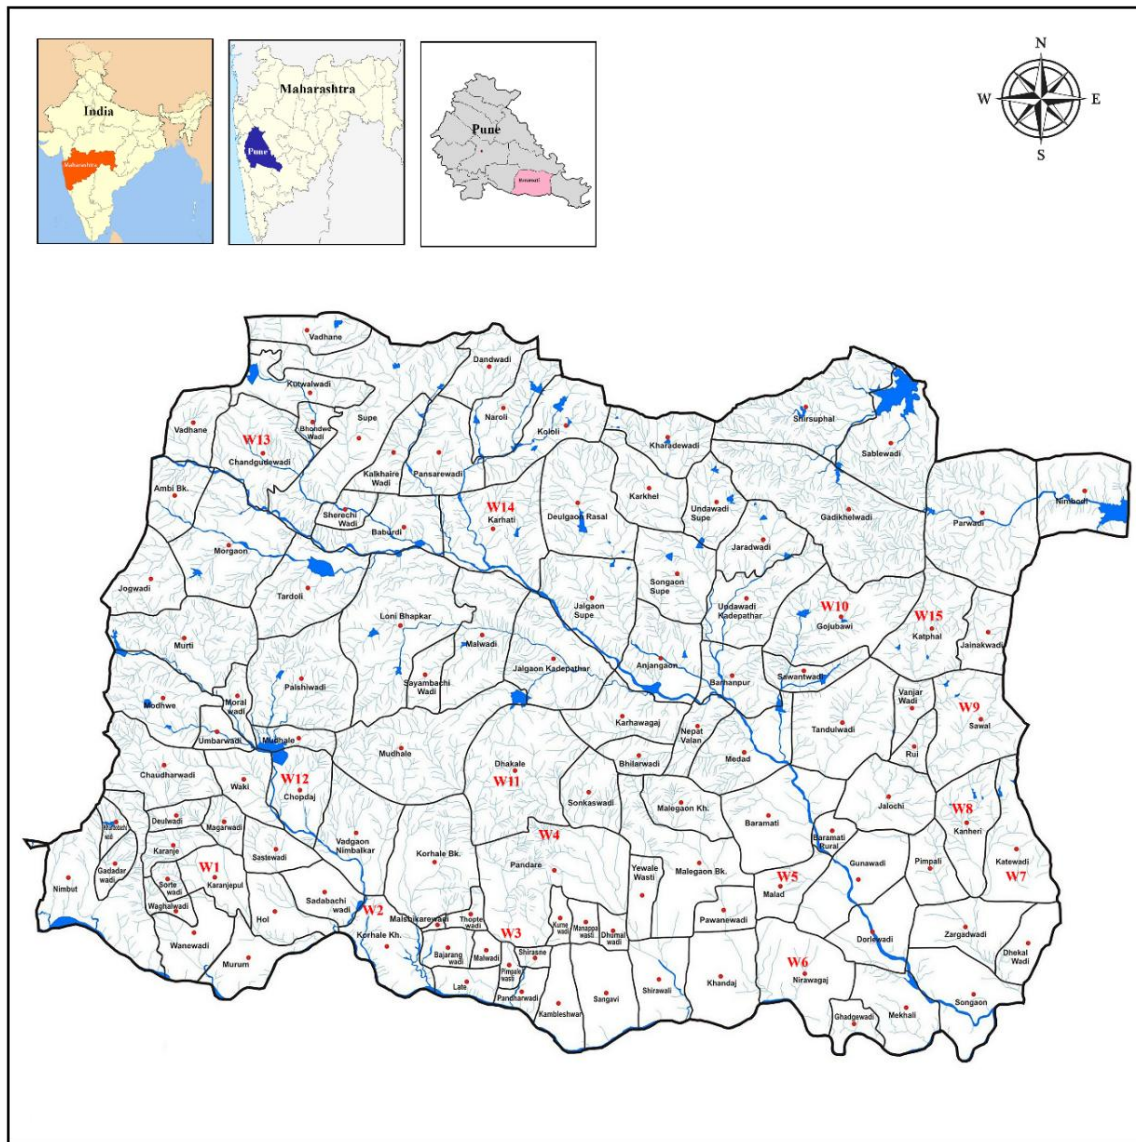 India
Maharashtra
Maharashtra
Pune
Pune
Baramati
N
W E
S
Vadhane
Dandwadi
Kutwalwadi
Supe
Naroli
Kololi
Shirsuphal
Vadhane
Bhondwe
Wadi
W13
Chandgudewadi
Kharadewadi
Sablewadi
Kalkhaire
Wadi
Pansarewadi
Ambi Bk.
Karkhel
Nimbodi
Sherechi
Wadi
Baburdi
W14
Karhati
Deulgaon Rasal
Undawadi
Supe
Gadikhelwadi
Parwadi
Morgaon
Jaradwadi
Jogwadi
Tardoli
Songaon
Supe
Jalgaon
Supe
Undawadi
Kadepathar
W10
Gojubawi
W15
Katphal
Loni Bhapkar
Murti
Malwadi
Jainakwadi
Jalgaon Kadepathar
Anjangaon
Sayambachi
Wadi
Barhanpur
Sawantwadi
Palshiwadi
Modhwe
Moral
wadi
Vanjar
Wadi
W9
Sawal
Karhawagaj
Nepat
Valan
Tandulwadi
Umbarwadi
Mudhale
Mudhale
Medad
Rui
Chaudharwadi
Dhakale
W11
Bhilarwadi
Waki
W12
Chopdaj
Sonkaswadi
Malegaon Kh.
Jalochi
W8
Kanheri
Deulwadi
Magarwadi
Baramati
Vadgaon
Nimbalkar
W4
Baramati
Rural
Karanje
Sastewadi
Korhale Bk.
Pandare
Yewale
Wasti
Malegaon Bk.
Gunawadi
Pimpali
Katewadi
W7
Nimbut
Gadadar
wadi
W1
Karanjepul
Sorte
wadi
W5
Malad
Waghalwadi
Sadabachi
wadi
W2
Hol
Malshikarewadi
Thopte
wadi
Pawanewadi
Wanewadi
Korhale Kh.
W3
Kurne
wadi
Manappa
wasti
Dhumal
wadi
Dorlewadi
Zargadwadi
Dhekal
Wadi
Bajarang
wadi
Malwadi
Shirasne
Murum
Pingale
wasti
W6
Nirawagaj
Late
Pandharwadi
Kambleshwar
Sangavi
Shirawali
Khandaj
Songaon
Ghadgewadi
Mekhali